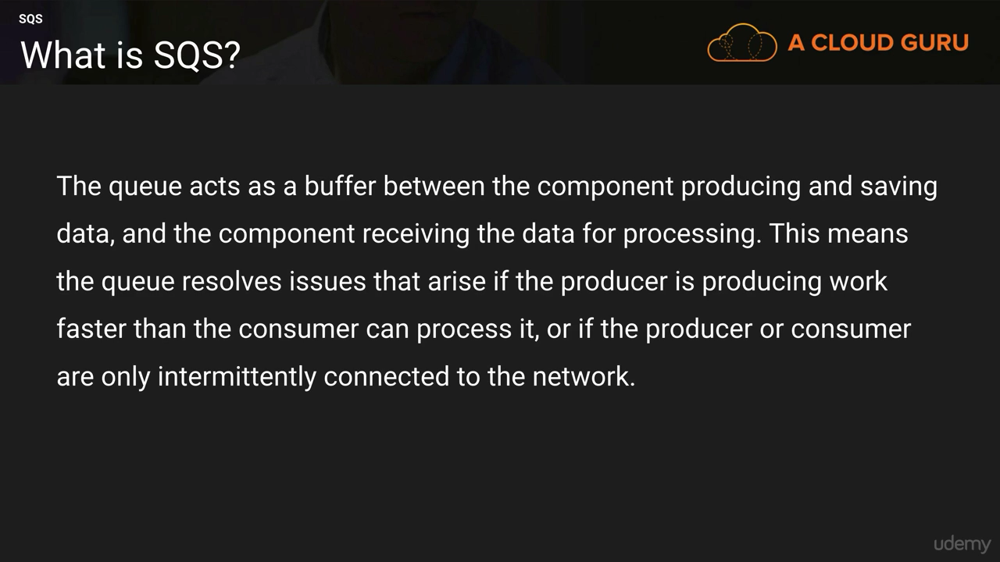 SQS
What is SQS?
A CLOUD GURU
The queue acts as a buffer between the component producing and saving
data, and the component receiving the data for processing. This means
the queue resolves issues that arise if the producer is producing work
faster than the consumer can process it, or if the producer or consumer
are only intermittently connected to the network.
udemy